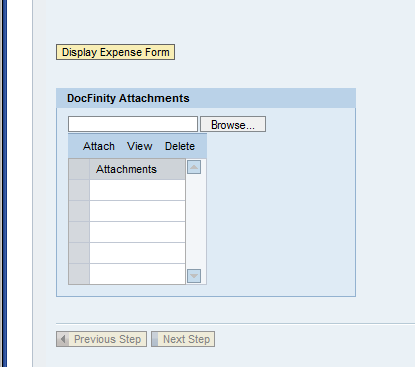 Display Expense Form
DocFinity Attachments
Browse...
Attach View Delete
Attachments
Previous Step Next Step